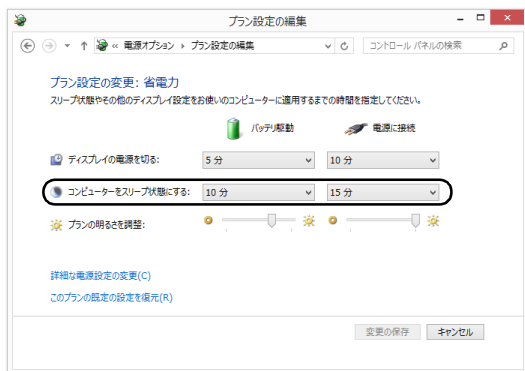 プラン設定の編集
« 電源オプション › プラン設定の編集
コントロール パネルの検索
プラン設定の変更: 省電力
スリープ状態やその他のディスプレイ設定をお使いのコンピューターに適用するまでの時間を指定してください。
バッテリ駆動 電源に接続
ディスプレイの電源を切る: 5 分 10 分
コンピューターをスリープ状態にする: 10 分 15 分
プランの明るさを調整:
詳細な電源設定の変更(C)
このプランの既定の設定を復元(R)
変更の保存 キャンセル